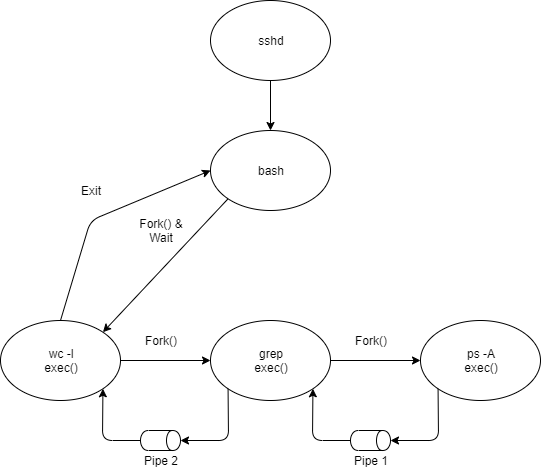 sshd
bash
Exit
Fork() &
Wait
wc -l
exec()
Fork()
grep
exec()
Fork()
ps -A
exec()
Pipe 2
Pipe 1